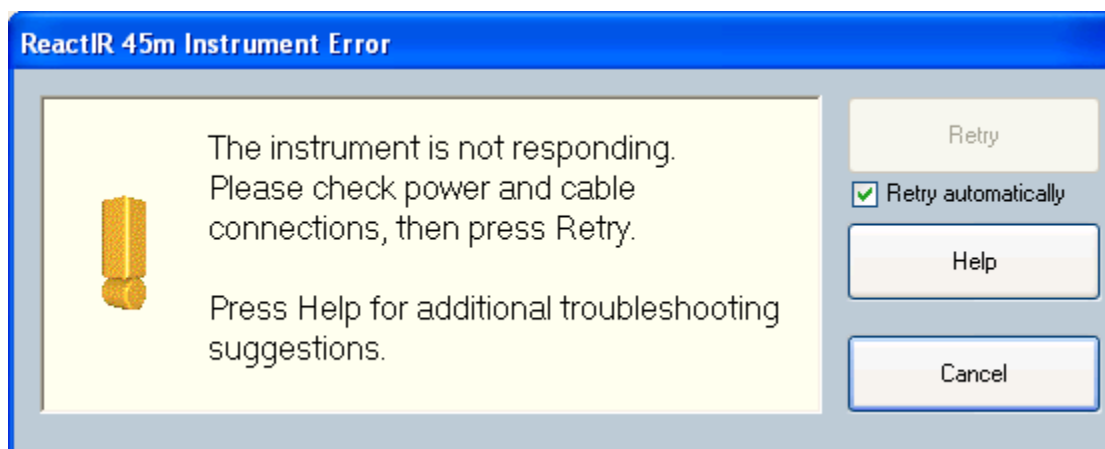 ReactIR 45m Instrument Error
The instrument is not responding.
Please check power and cable
connections, then press Retry.
Press Help for additional troubleshooting
suggestions.
Retry
Retry automatically
Help
Cancel